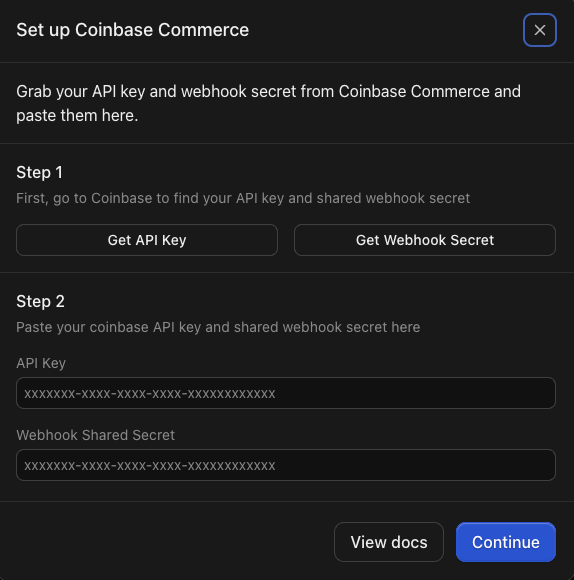 Set up Coinbase Commerce
Grab your API key and webhook secret from Coinbase Commerce and
paste them here.
Step 1
First, go to Coinbase to find your API key and shared webhook secret
Get API Key
Get Webhook Secret
Step 2
Paste your coinbase API key and shared webhook secret here
API Key
xxxxxxx-xxxx-xxxx-xxxx-xxxxxxxxxxxx
Webhook Shared Secret
xxxxxxx-xxxx-xxxx-xxxx-xxxxxxxxxxxx
View docs
Continue